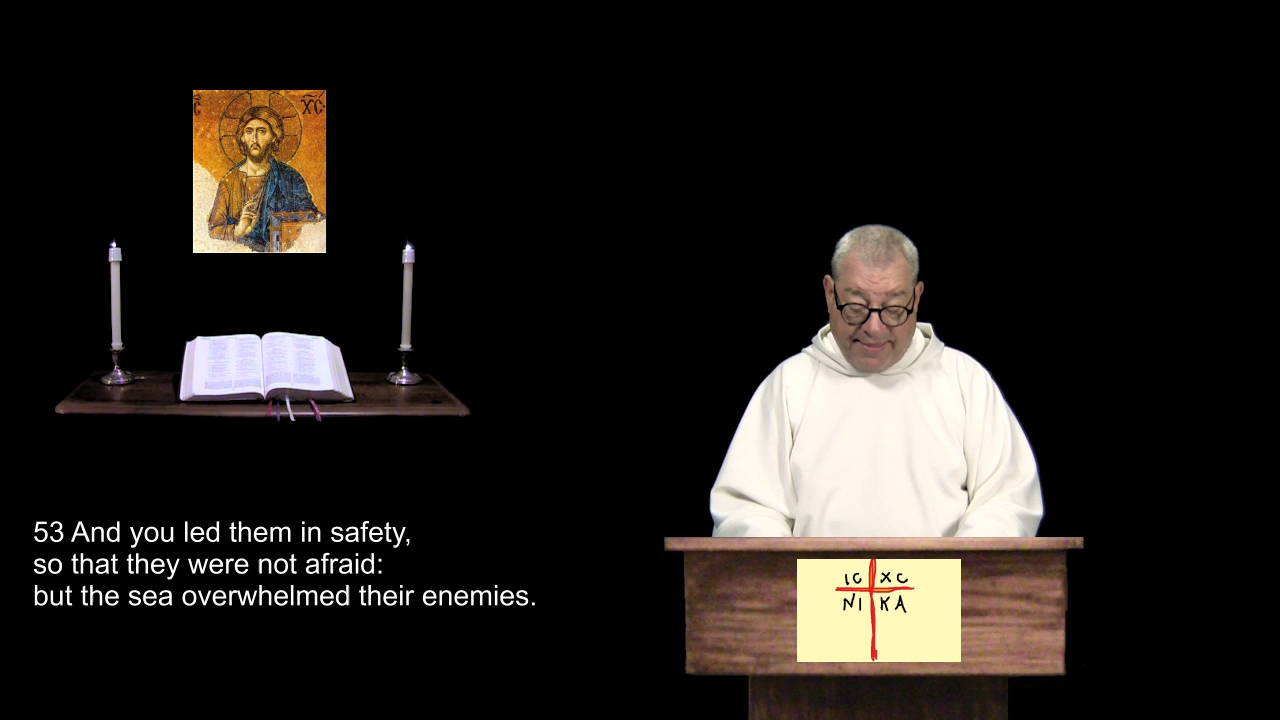 XC
53 And you led them in safety,
so that they were not afraid:
but the sea overwhelmed their enemies.
IC XC
NI KA